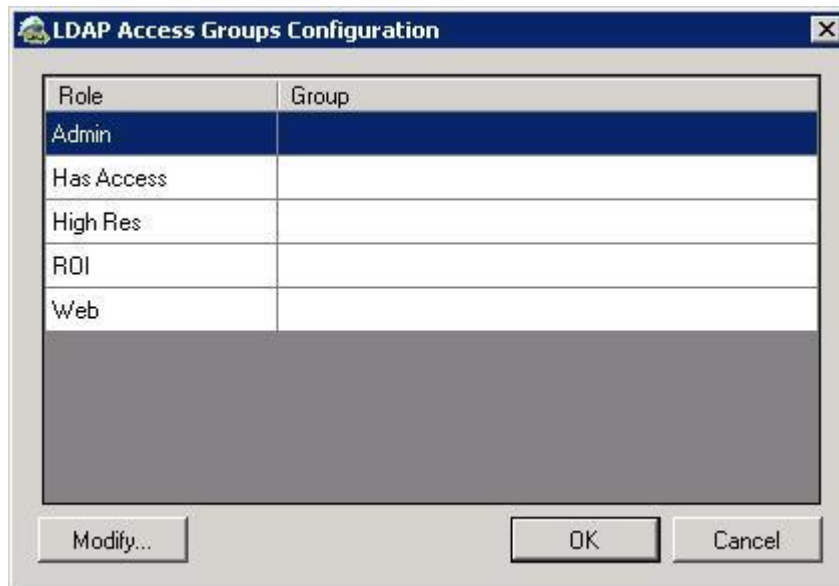 LDAP Access Groups Configuration
Role Group
Admin
Has Access
High Res
ROI
Web
Modify... OK Cancel